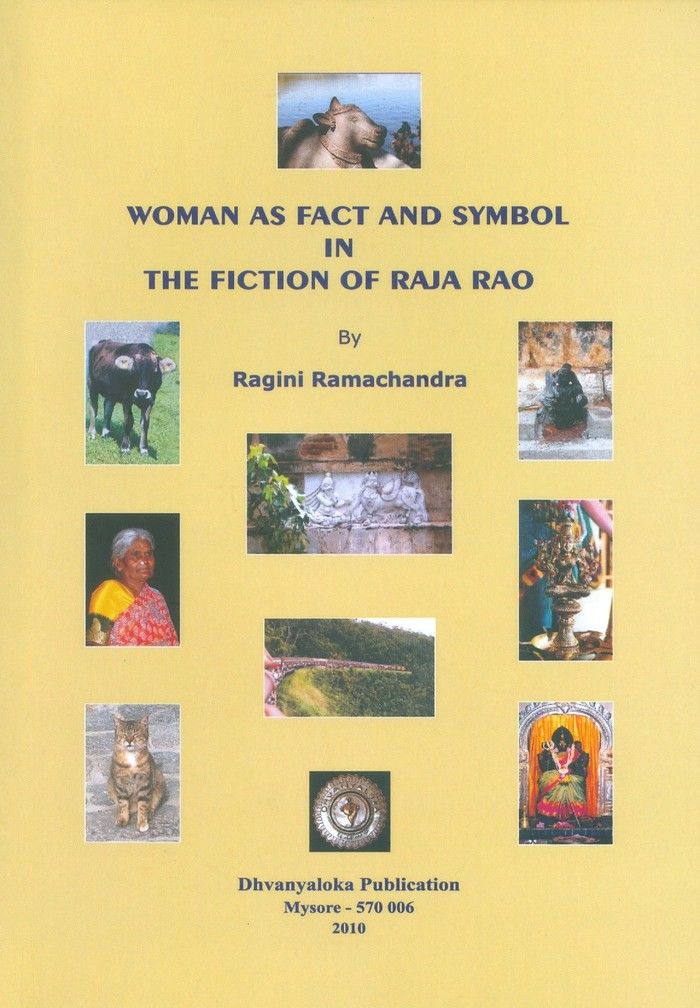 WOMAN AS FACT AND SYMBOL
IN
THE FICTION OF RAJA RAO
By
Ragini Ramachandra
Dhvanyaloka Publication
Mysore - 570 006
2010